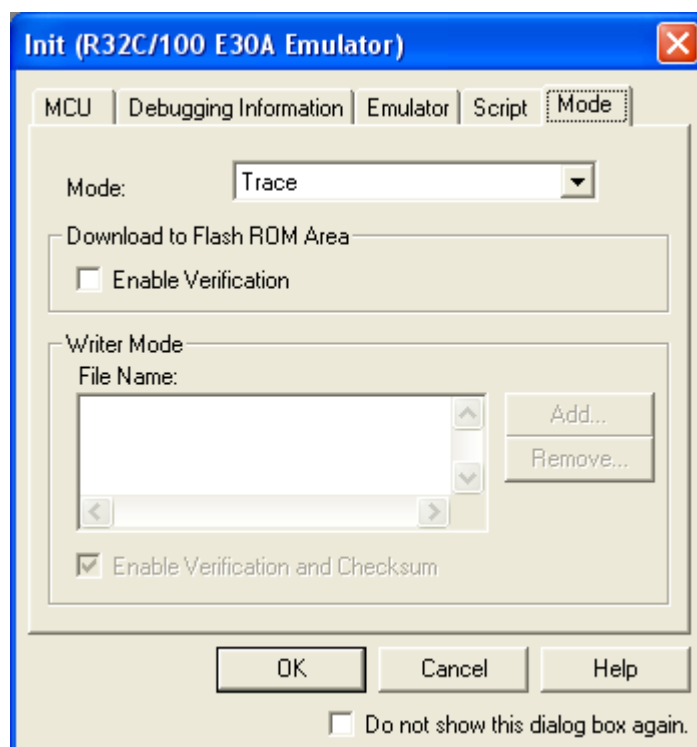 Init (R32C/100 E30A Emulator)
MCU Debugging Information Emulator Script Mode
Mode: Trace
Download to Flash ROM Area
Enable Verification
Writer Mode
File Name:
Add...
Remove...
Enable Verification and Checksum
OK Cancel Help
Do not show this dialog box again.